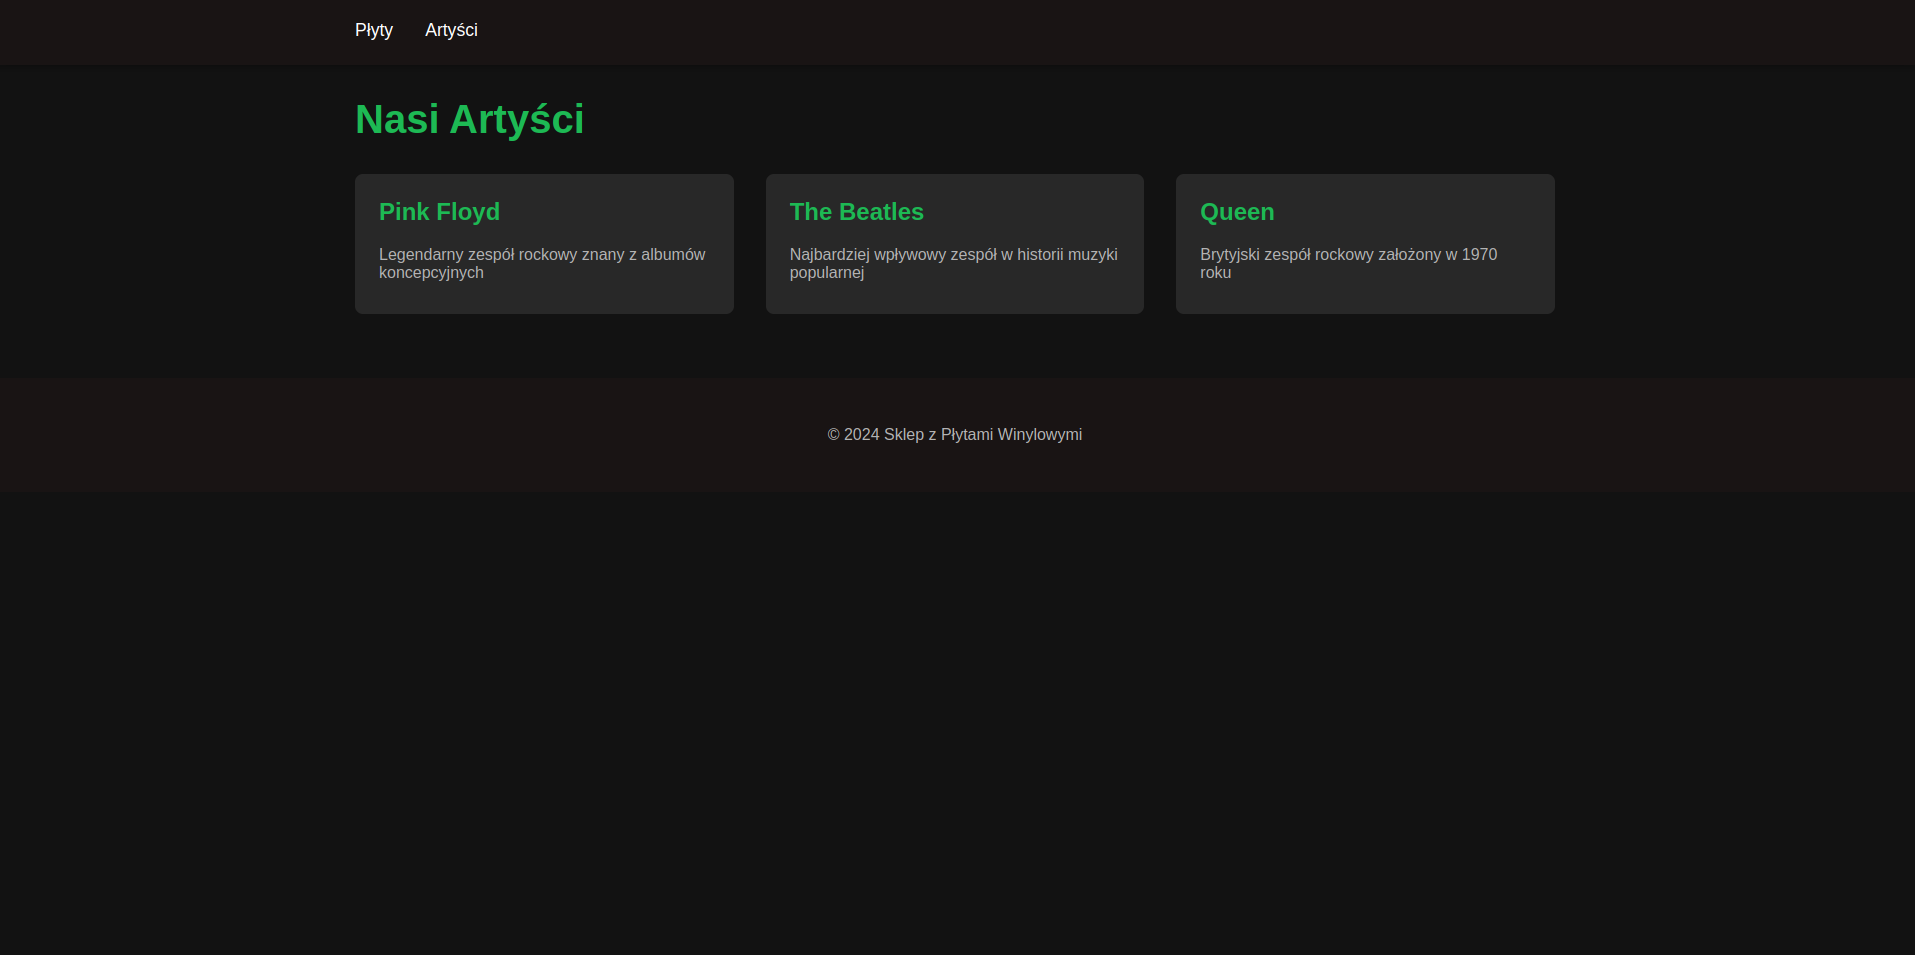 Płyty Artyści
Nasi Artyści
Pink Floyd
Legendarny zespół rockowy znany z albumów
koncepcyjnych
The Beatles
Najbardziej wpływowy zespół w historii muzyki
popularnej
Queen
Brytyjski zespół rockowy założony w 1970
roku
© 2024 Sklep z Płytami Winylowymi